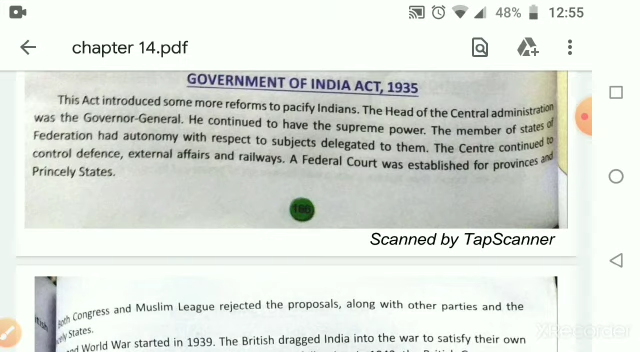 48% 12:55
chapter 14.pdf
GOVERNMENT OF INDIA ACT, 1935
This Act introduced some more reforms to pacify Indians. The Head of the Central administration
was the Governor-General. He continued to have the supreme power. The member of states of
Federation had autonomy with respect to subjects delegated to them. The Centre continued to
control defence, external affairs and railways. A Federal Court was established for provinces and
Princely States.
Scanned by TapScanner
Both Congress and Muslim League rejected the proposals, along with other parties and the
States.
World War started in 1939. The British dragged India into the war to satisfy their own
XRecorder